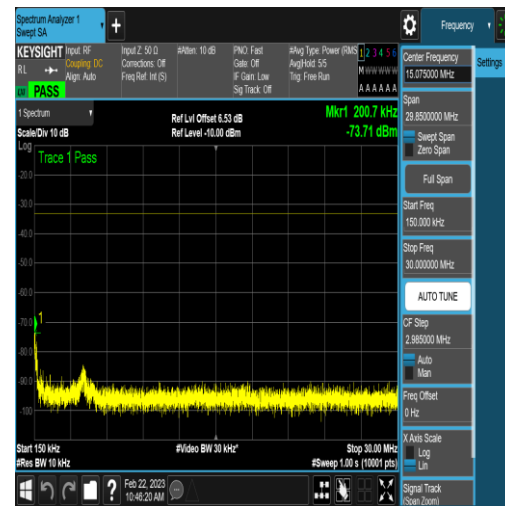 Spectrum Analyzer 1
Swept SA
+
Frequency
KEYSIGHT
RL
PASS
Input: RF
Coupling: DC
Align: Auto
Input Z: 50 Ω
Corrections: Off
Freq Ref: Int (S)
#Atten: 10 dB
PNO: Fast
Gate: Off
IF Gain: Low
Sig Track: Off
#Avg Type: Power (RMS
Avg|Hold: 5/5
Trig: Free Run
1 2 3 4 5 6
M W W W W W
A A A A A A
Settings
Center Frequency
15.075000 MHz
Span
29.8500000 MHz
Swept Span
Zero Span
Full Span
Start Freq
150.000 kHz
Stop Freq
30.000000 MHz
AUTO TUNE
CF Step
2.985000 MHz
Auto
Man
Freq Offset
0 Hz
X Axis Scale
Log
Lin
Signal Track
(Span Zoom)
1 Spectrum
Scale/Div 10 dB
Ref Lvl Offset 6.53 dB
Ref Level -10.00 dBm
Mkr1 200.7 kHz
-73.71 dBm
Log
Trace 1 Pass
-20.0
-30.0
-40.0
-50.0
-60.0
-70.0
1
-80.0
-90.0
-100
Start 150 kHz
#Res BW 10 kHz
#Video BW 30 kHz*
Stop 30.00 MHz
#Sweep 1.00 s (10001 pts)
?
Feb 22, 2023
10:46:20 AM